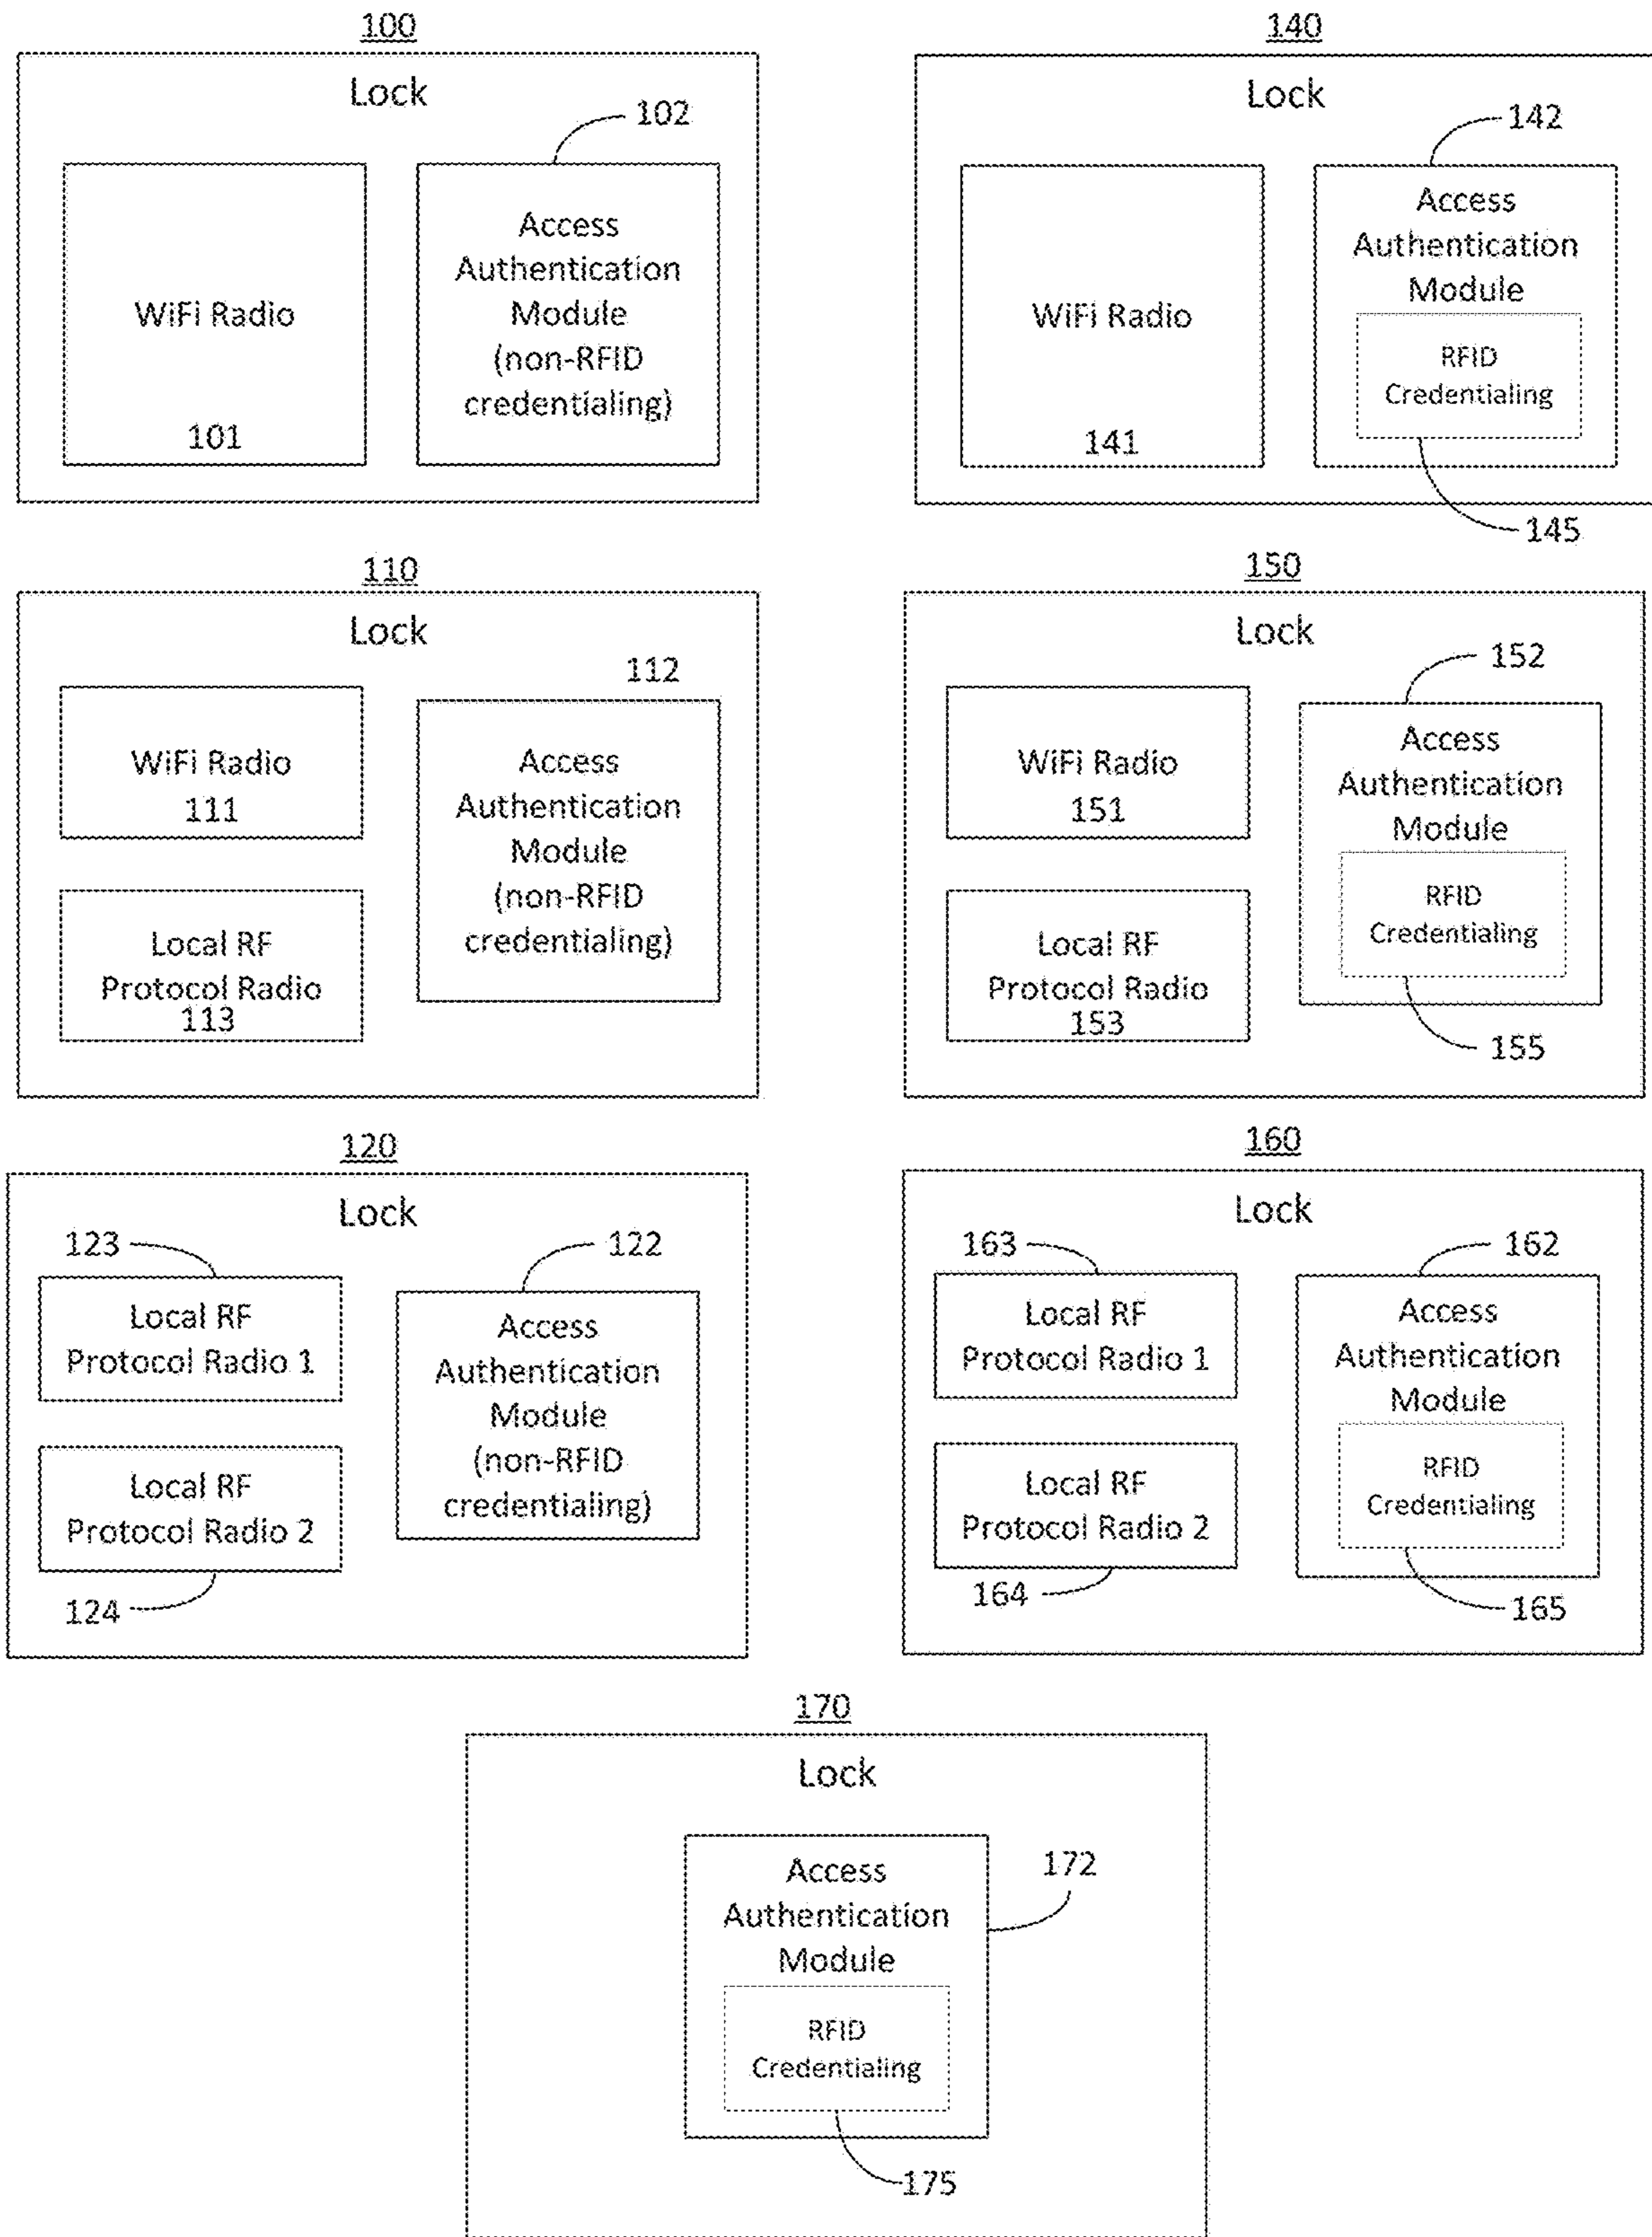 100
Lock
102
WiFi Radio
101
Access
Authentication
Module
(non-RFID
credentialing)
140
Lock
142
WiFi Radio
141
Access
Authentication
Module
RFID
Credentialing
145
110
Lock
112
WiFi Radio
111
Local RF
Protocol Radio
113
Access
Authentication
Module
(non-RFID
credentialing)
150
Lock
152
WiFi Radio
151
Local RF
Protocol Radio
153
Access
Authentication
Module
RFID
Credentialing
155
120
Lock
123
122
Local RF
Protocol Radio 1
Local RF
Protocol Radio 2
124
Access
Authentication
Module
(non-RFID
credentialing)
160
Lock
163
162
Local RF
Protocol Radio 1
Local RF
Protocol Radio 2
164
Access
Authentication
Module
RFID
Credentialing
165
170
Lock
172
Access
Authentication
Module
RFID
Credentialing
175